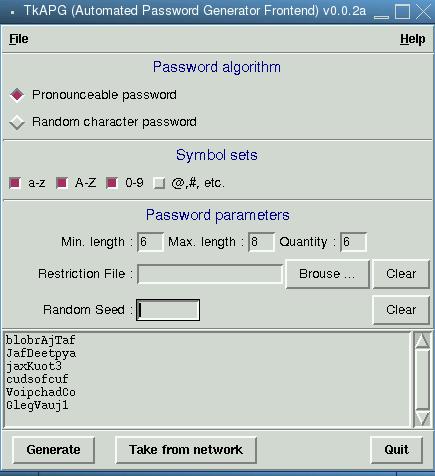 TkAPG (Automated Password Generator Frontend) v0.0.2a
File Help
Password algorithm
Pronounceable password
Random character password
Symbol sets
a-z A-Z 0-9 @,#, etc.
Password parameters
Min. length : 6 Max. length : 8 Quantity : 6
Restriction File : Browse ... Clear
Random Seed : Clear
blobrAjTaf
JafDeetpya
jaxKuot3
cudsofcuf
VoipchadCo
GlegVauj1
Generate Take from network Quit